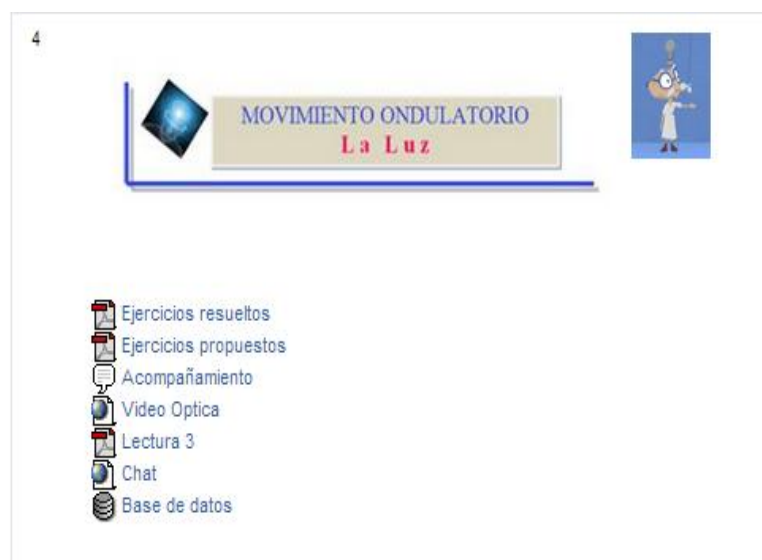 4
MOVIMIENTO ONDULATORIO
La Luz
Ejercicios resueltos
Ejercicios propuestos
Acompañamiento
Video Optica
Lectura 3
Chat
Base de datos